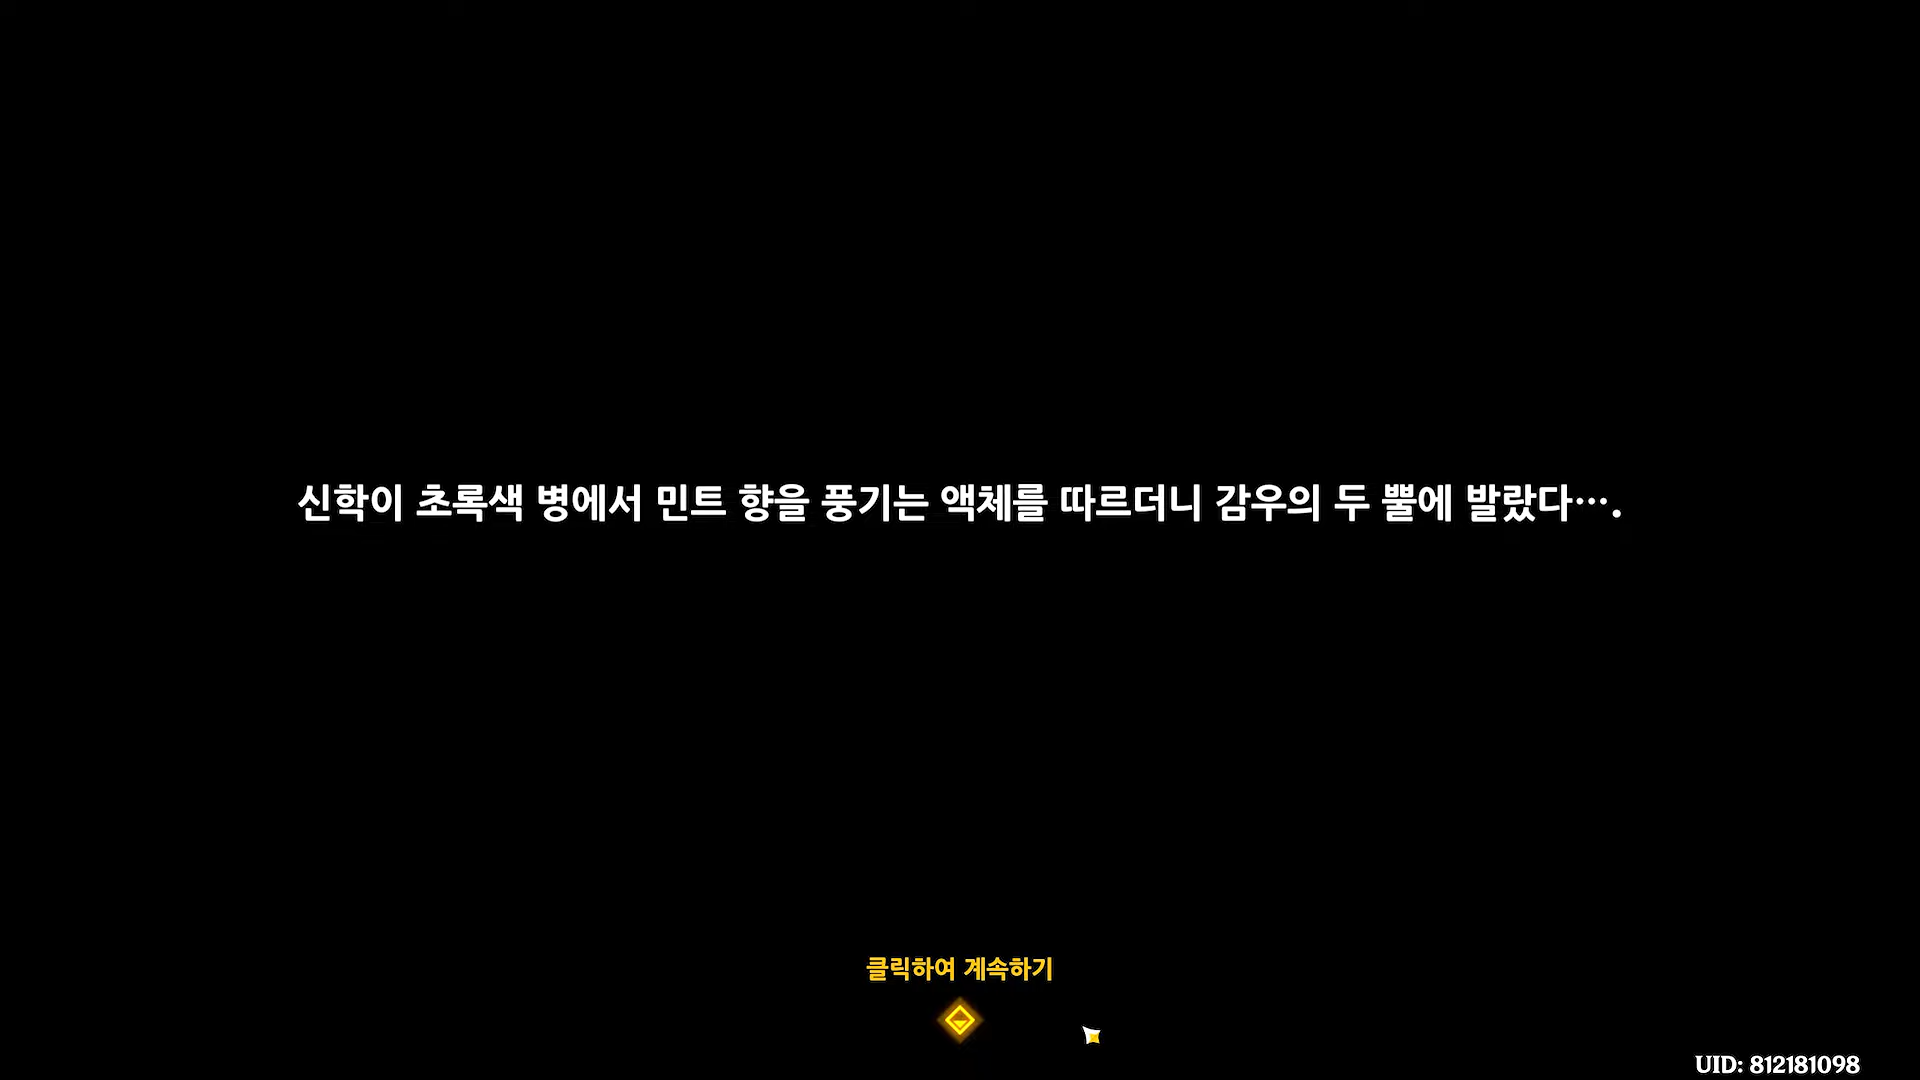 신학이 초록색 병에서 민트 향을 풍기는 액체를 따르더니 감우의 두 뿔에 발랐다….
클릭하여 계속하기
UID: 812181098